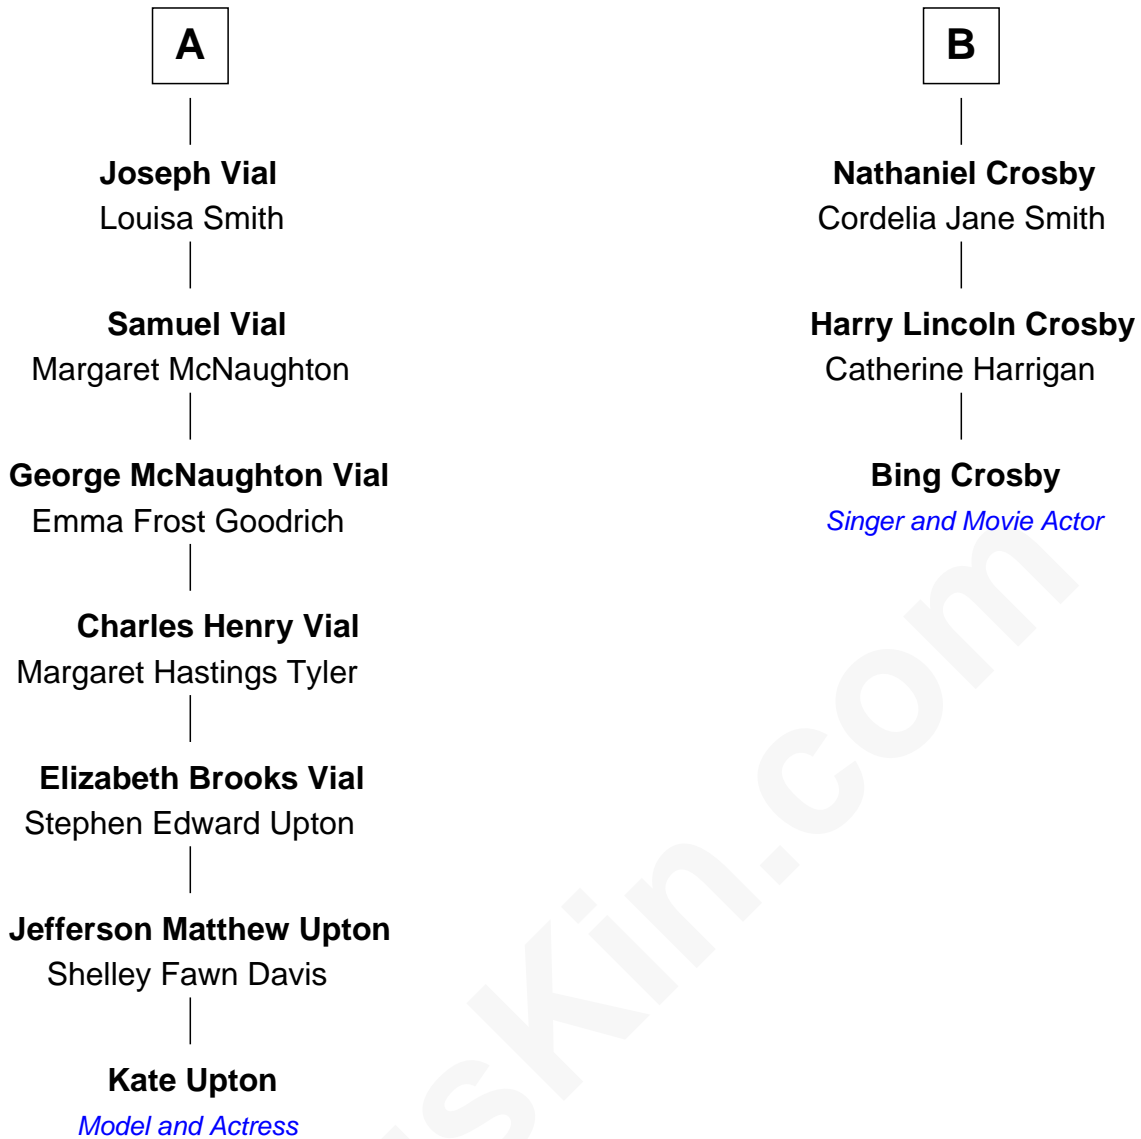 A
Joseph Vial
Louisa Smith
Samuel Vial
Margaret McNaughton
George McNaughton Vial
Emma Frost Goodrich
Charles Henry Vial
Margaret Hastings Tyler
Elizabeth Brooks Vial
Stephen Edward Upton
Jefferson Matthew Upton
Shelley Fawn Davis
Kate Upton
Model and Actress
B
Nathaniel Crosby
Cordelia Jane Smith
Harry Lincoln Crosby
Catherine Harrigan
Bing Crosby
Singer and Movie Actor
sKin.com